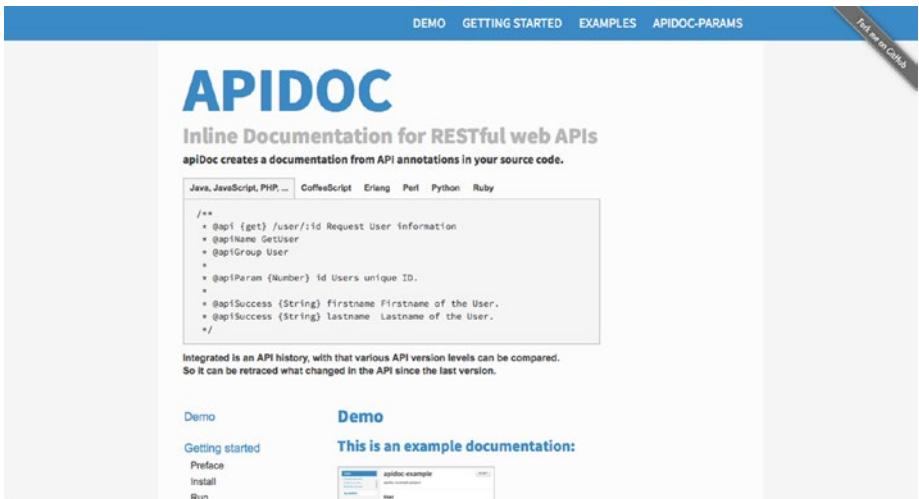 DEMO GETTING STARTED EXAMPLES APIDOC-PARAMS
Fork me on GitHub
APIDOC
Inline Documentation for RESTful web APIs
apiDoc creates a documentation from API annotations in your source code.
Java, JavaScript, PHP, ... CoffeeScript Erlang Perl Python Ruby
/**
* @api {get} /user/:id Request User information
* @apiName GetUser
* @apiGroup User
*
* @apiParam {Number} id Users unique ID.
*
* @apiSuccess {String} firstname Firstname of the User.
* @apiSuccess {String} lastname  Lastname of the User.
*/
Integrated is an API history, with that various API version levels can be compared.
So it can be retraced what changed in the API since the last version.
Demo
Getting started
Preface
Install
Run
Demo
This is an example documentation:
apidoc-example
User